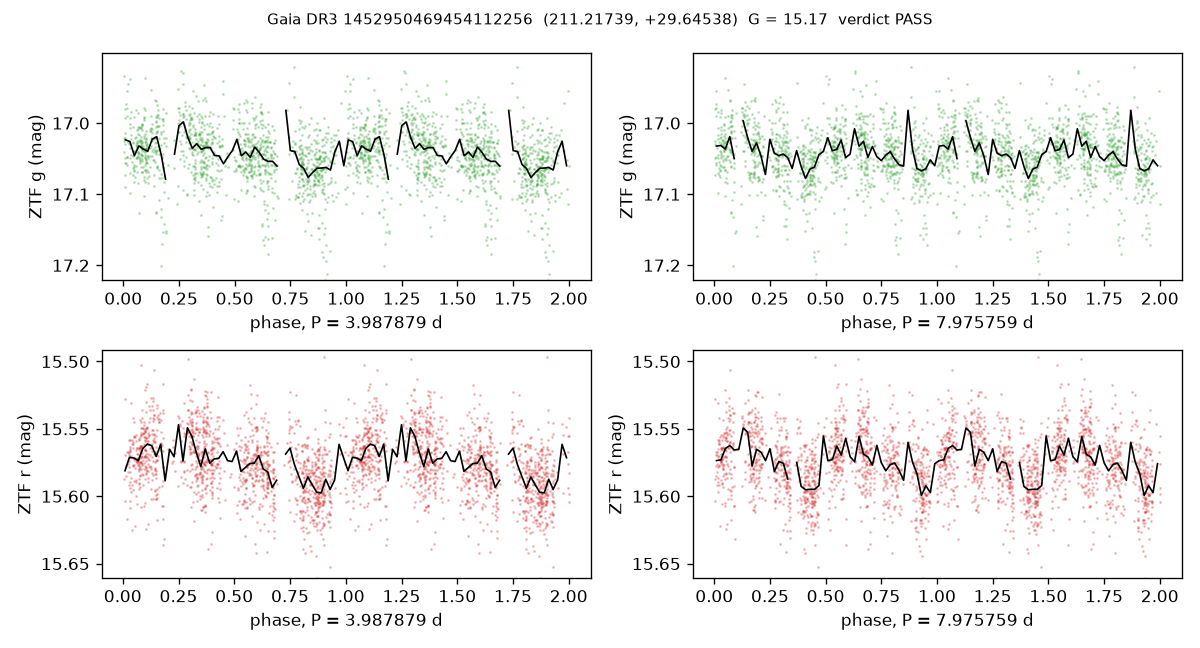 Gaia DR3 1452950469454112256  (211.21739, +29.64538)  G = 15.17  verdict PASS
ZTF g (mag)
17.0
17.1
17.2
0.00 0.25 0.50 0.75 1.00 1.25 1.50 1.75 2.00
phase, P = 3.987879 d
ZTF g (mag)
17.0
17.1
17.2
0.00 0.25 0.50 0.75 1.00 1.25 1.50 1.75 2.00
phase, P = 7.975759 d
ZTF r (mag)
15.50
15.55
15.60
15.65
0.00 0.25 0.50 0.75 1.00 1.25 1.50 1.75 2.00
phase, P = 3.987879 d
ZTF r (mag)
15.50
15.55
15.60
15.65
0.00 0.25 0.50 0.75 1.00 1.25 1.50 1.75 2.00
phase, P = 7.975759 d